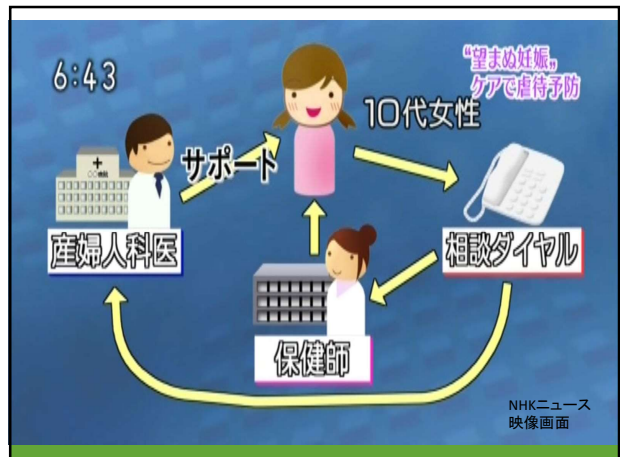 6:43
“望まぬ妊娠„
ケアで虐待予防
10代女性
サポート
産婦人科医
相談ダイヤル
保健師
NHKニュース
映像画面